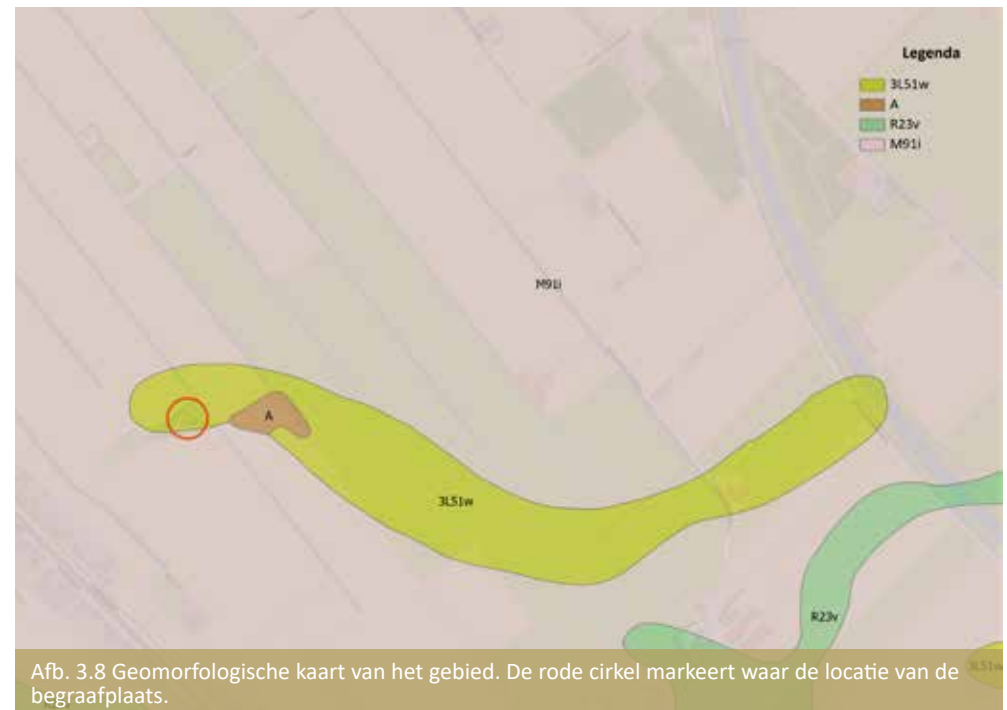 Legenda
3L51w
A
R23v
M91i
M91i
A
3L51w
R23v
3L51w
Afb. 3.8 Geomorfologische kaart van het gebied. De rode cirkel markeert waar de locatie van de
begraafplaats.